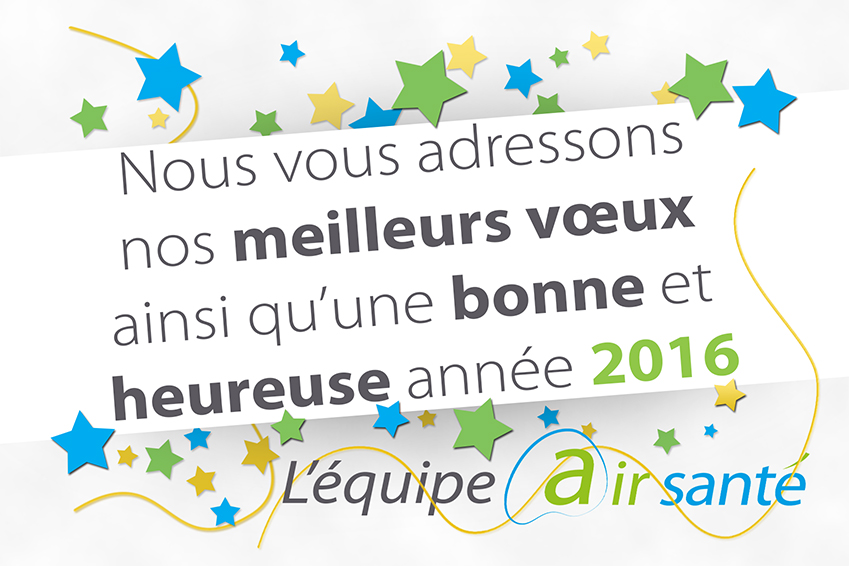 Nous vous adressons
nos meilleurs vœux
ainsi qu'une bonne et
heureuse année 2016
L'équipe air santé